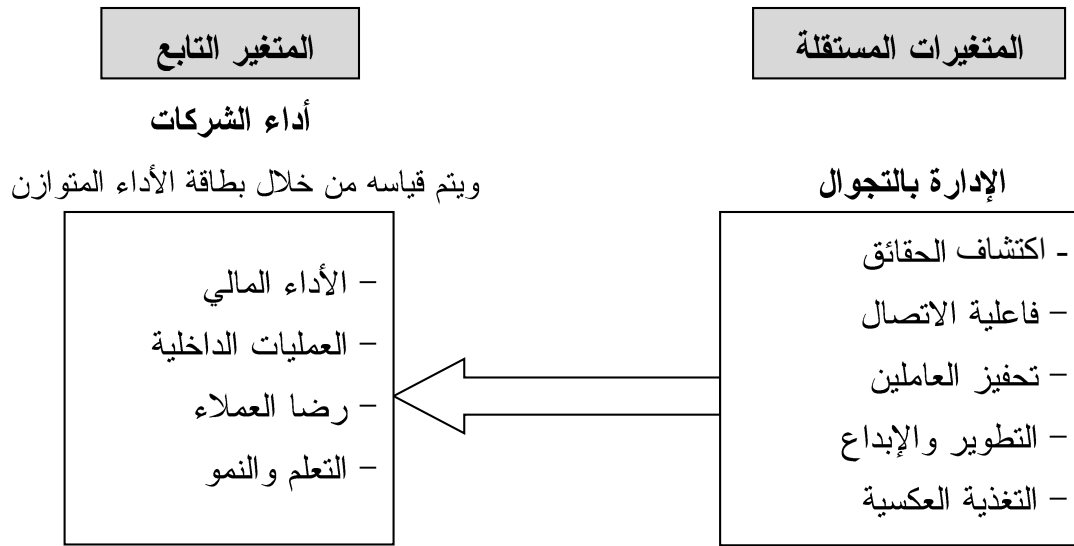 المتغيرات المستقلة
المتغير التابع
أداء الشركات
الإدارة بالتجوال
ويتم قياسه من خلال بطاقة الأداء المتوازن
- اكتشاف الحقائق
– فاعلية الاتصال
– تحفيز العاملين
– التطوير والإبداع
– التغذية العكسية
– الأداء المالي
– العمليات الداخلية
– رضا العملاء
– التعلم والنمو